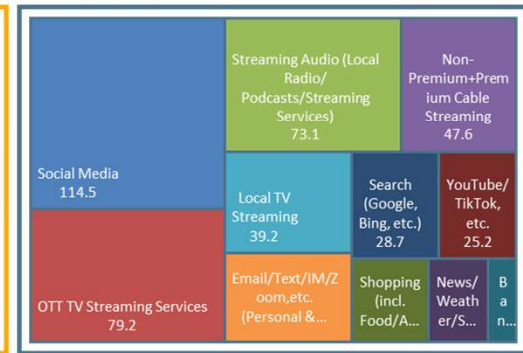 Social Media
114.5
OTT TV Streaming Services
79.2
Streaming Audio (Local
Radio/
Podcasts/Streaming
Services)
73.1
Non-
Premium+Prem
ium Cable
Streaming
47.6
Local TV
Streaming
39.2
Search
(Google,
Bing, etc.)
28.7
YouTube/
TikTok,
etc.
25.2
Email/Text/IM/Z
oom,etc.
(Personal &...
Shopping
(incl.
Food/A...
News/
Weath
er/S...
B
a
n...